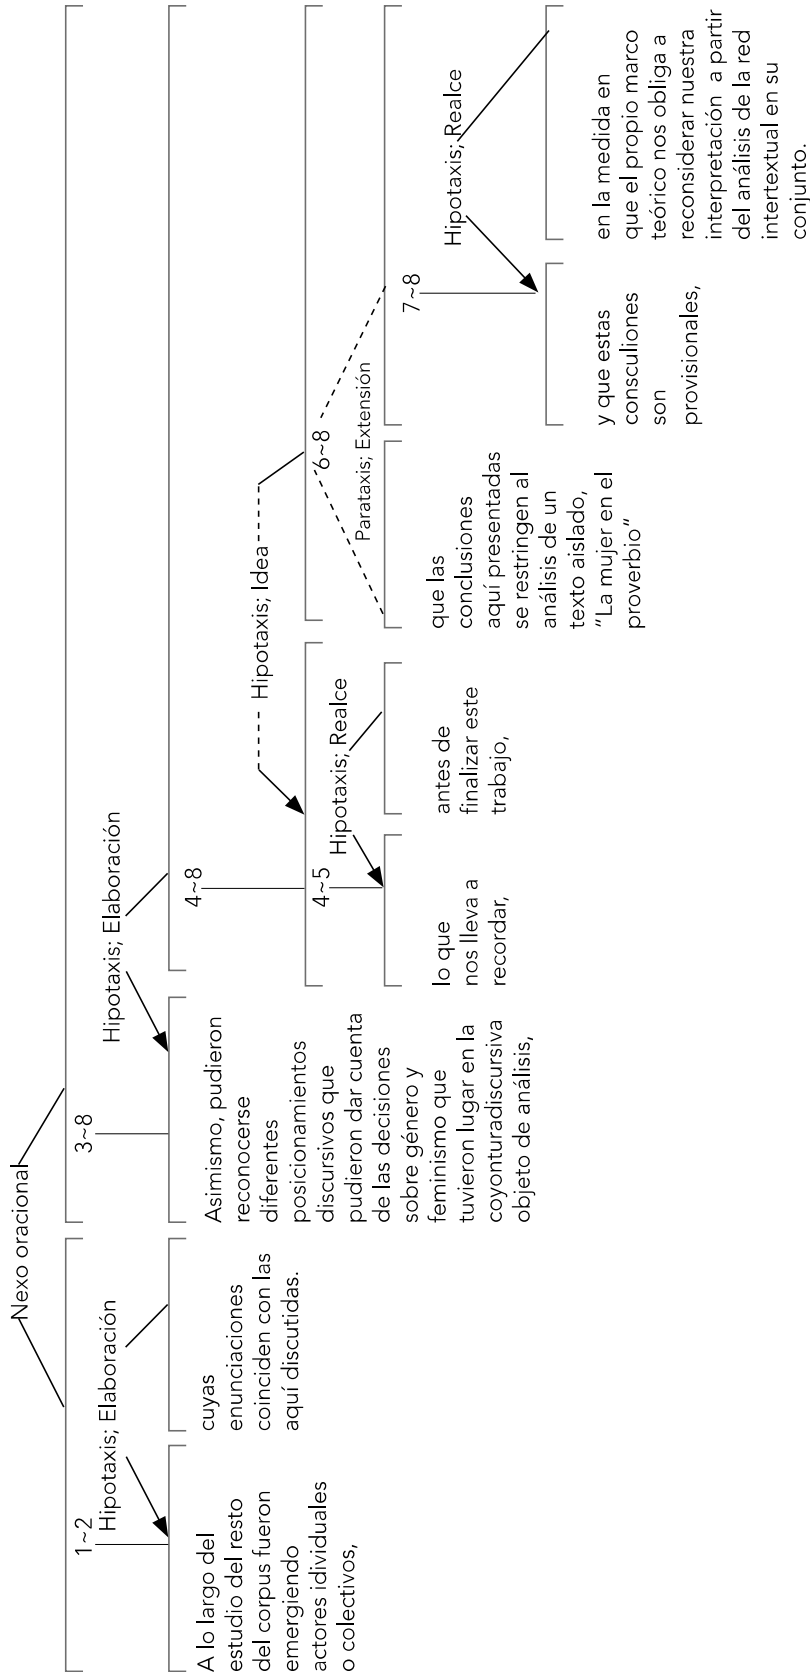 Nexo oracional
1~2
Hipotaxis; Elaboración
A lo largo del
estudio del resto
del corpus fueron
emergiendo
actores idividuales
o colectivos,
cuyas
enunciaciones
coinciden con las
aquí discutidas.
3~8
Hipotaxis; Elaboración
Asimismo, pudieron
reconocerse
diferentes
posicionamientos
discursivos que
pudieron dar cuenta
de las decisiones
sobre género y
feminismo que
tuvieron lugar en la
coyonturadiscursiva
objeto de análisis,
4~8
Hipotaxis; Idea
4~5
Hipotaxis; Realce
lo que
nos lleva a
recordar,
antes de
finalizar este
trabajo,
6~8
Parataxis; Extensión
que las
conclusiones
aquí presentadas
se restringen al
análisis de un
texto aislado,
“La mujer en el
proverbio”
7~8
Hipotaxis; Realce
y que estas
consculiones
son
provisionales,
en la medida en
que el propio marco
teórico nos obliga a
reconsiderar nuestra
interpretación a partir
del análisis de la red
intertextual en su
conjunto.